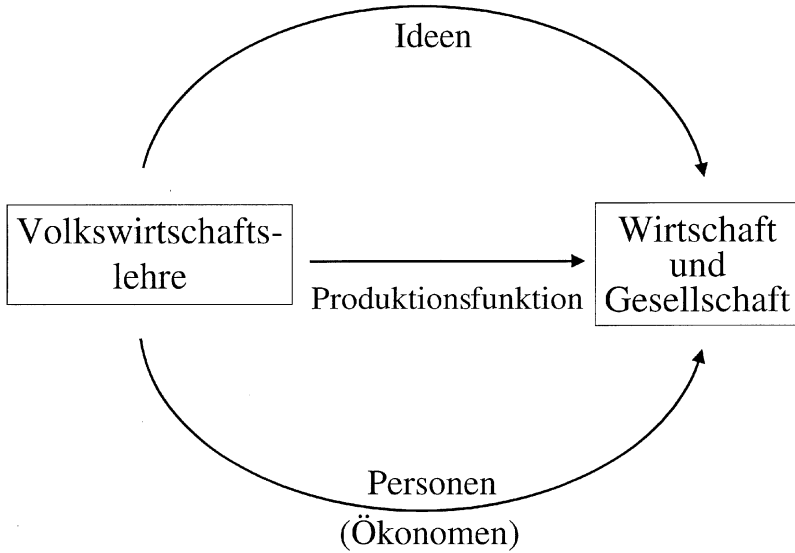 Ideen
Volkswirtschafts-
lehre
Produktionsfunktion
Wirtschaft
und
Gesellschaft
Personen
(Ökonomen)